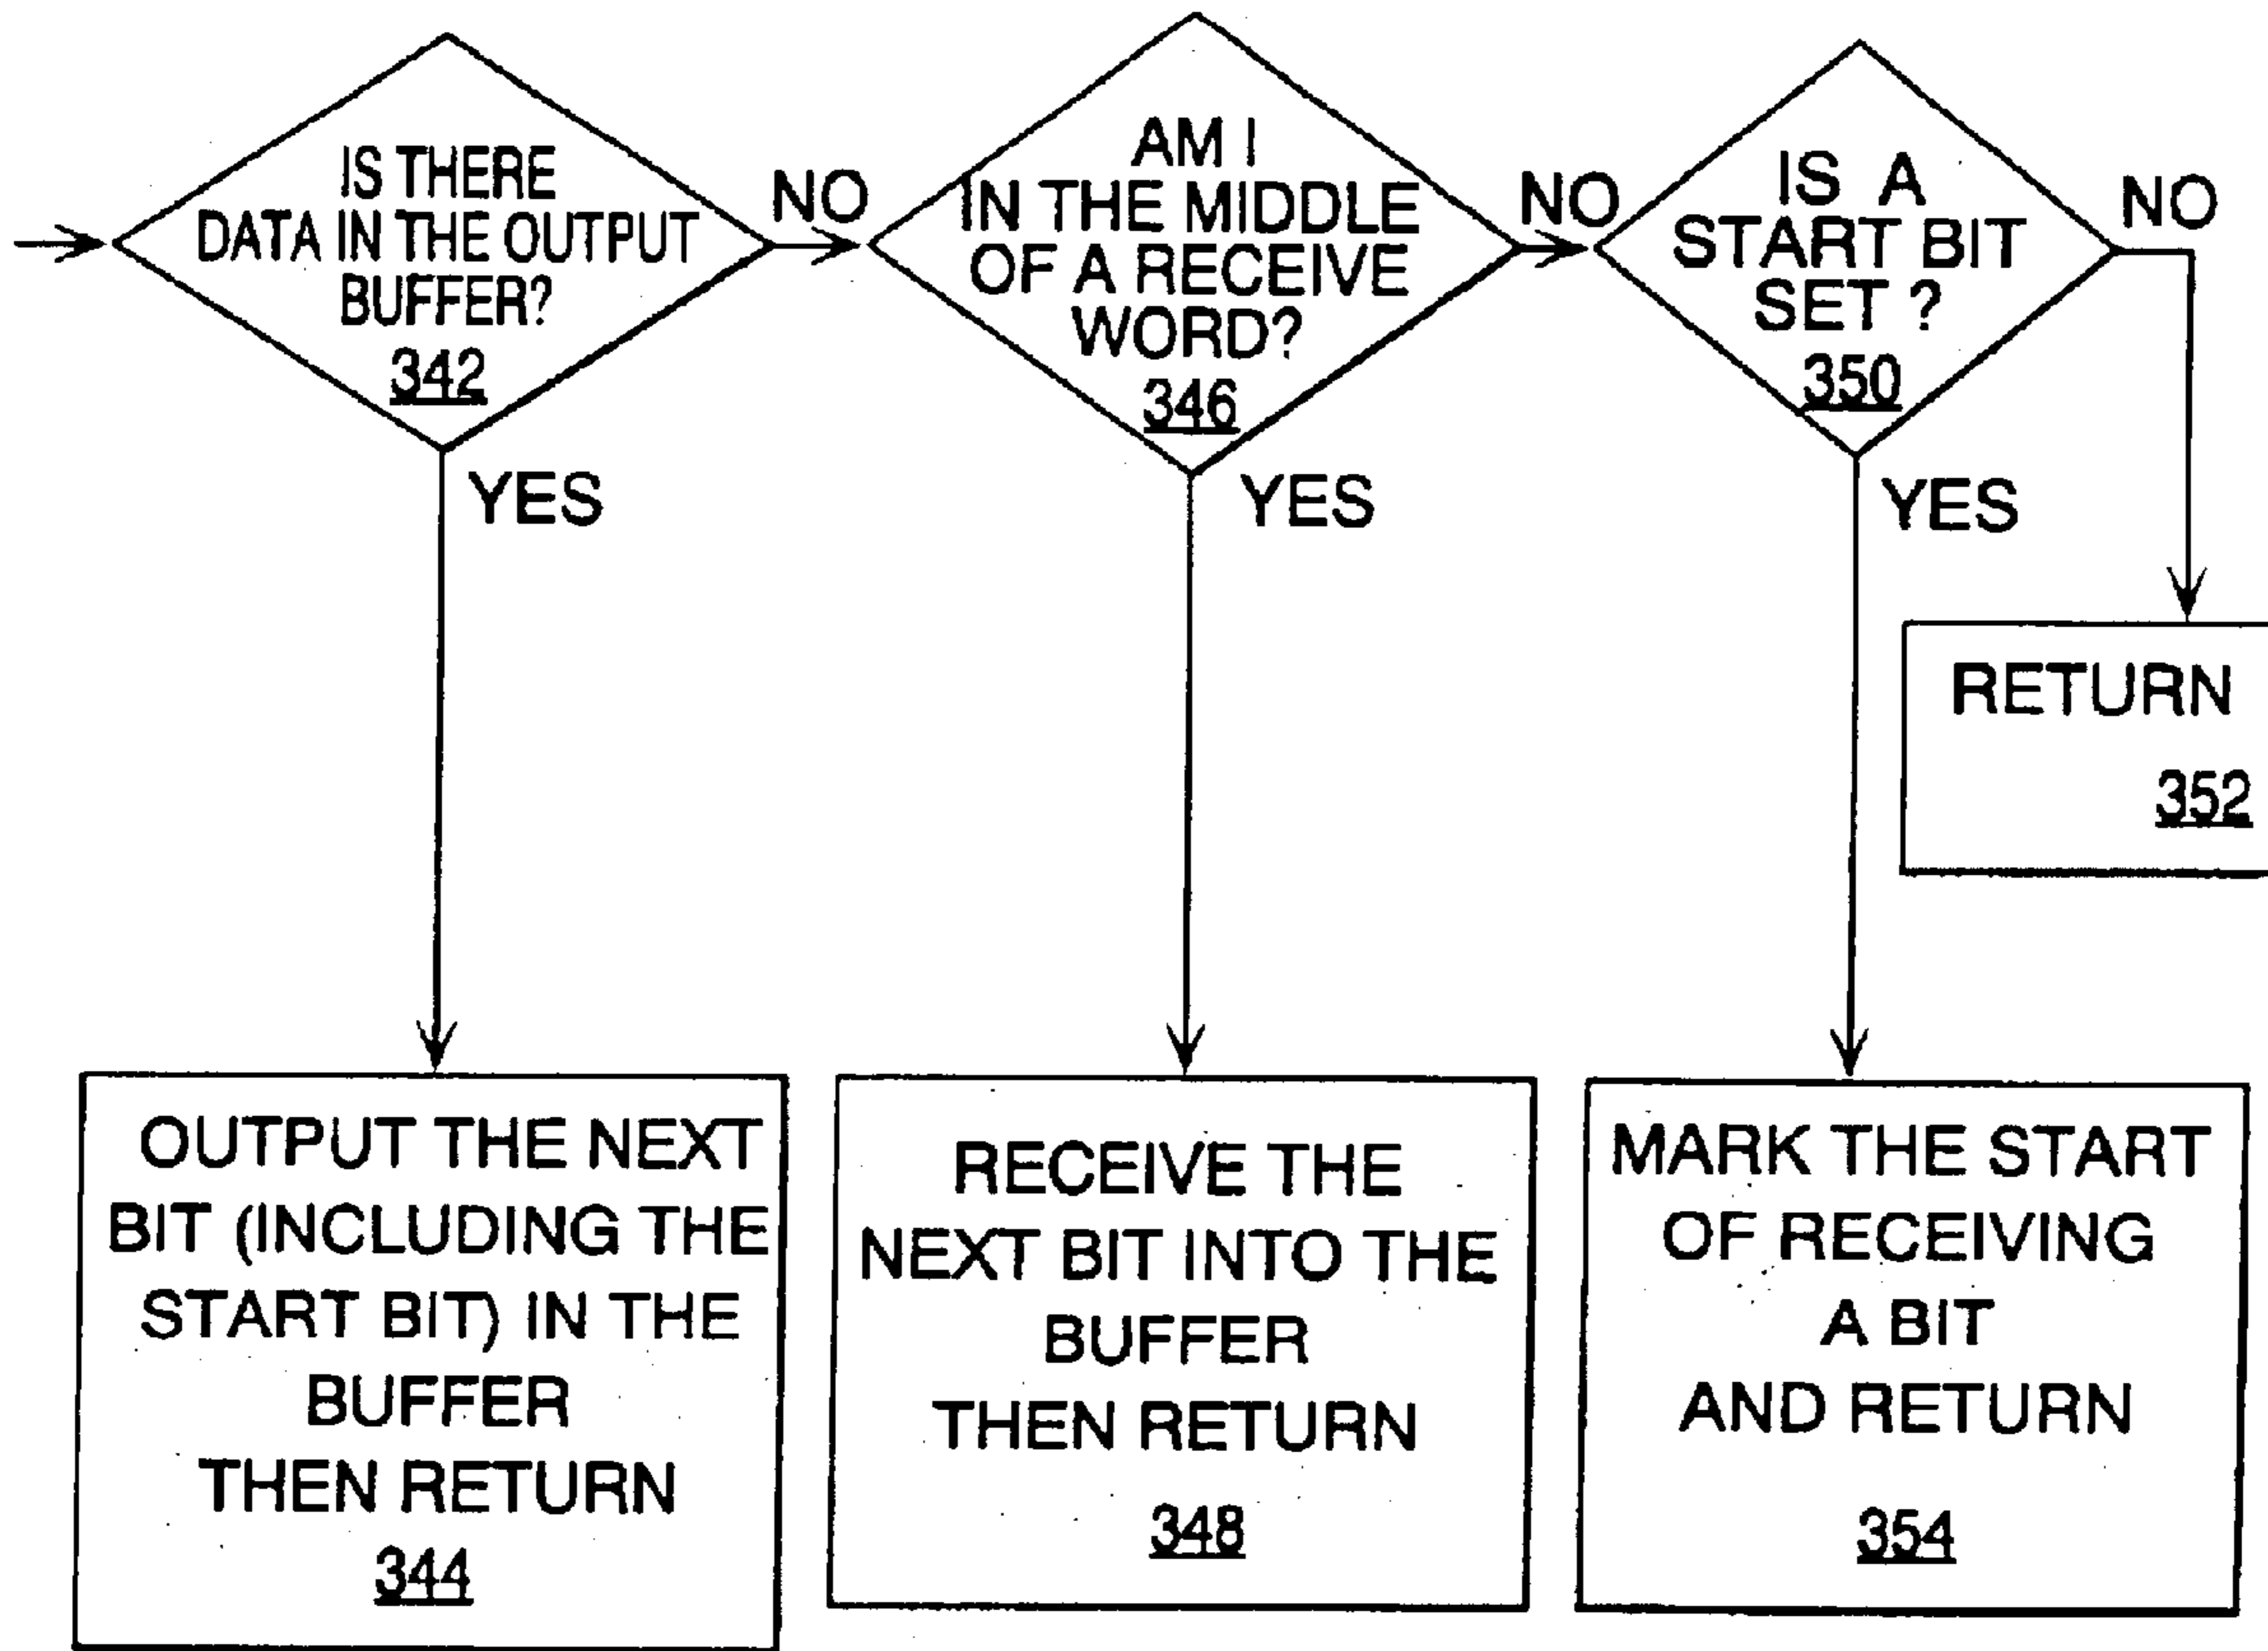 IS THERE
DATA IN THE OUTPUT
BUFFER?
342
NO
YES
AM I
IN THE MIDDLE
OF A RECEIVE
WORD?
346
NO
YES
IS A
START BIT
SET ?
350
NO
YES
RETURN
352
OUTPUT THE NEXT
BIT (INCLUDING THE
START BIT) IN THE
BUFFER
THEN RETURN
344
RECEIVE THE
NEXT BIT INTO THE
BUFFER
THEN RETURN
348
MARK THE START
OF RECEIVING
A BIT
AND RETURN
354